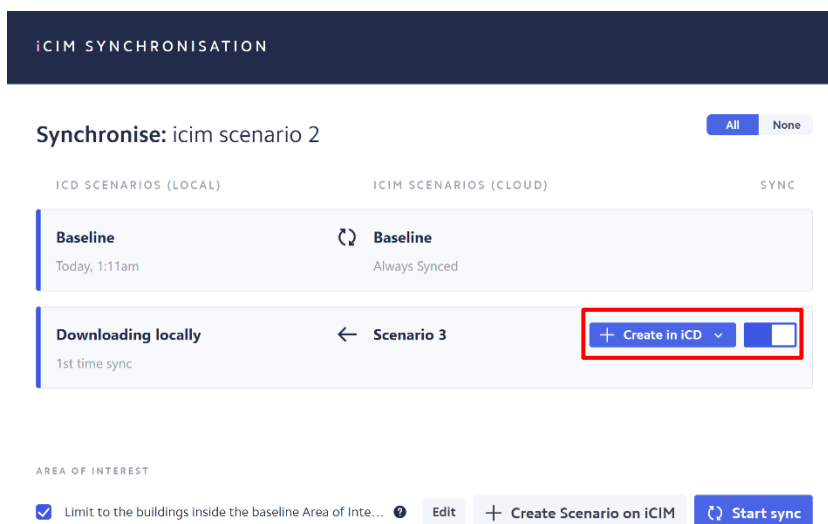 iCIM SYNCHRONISATION
Synchronise: icim scenario 2
All None
ICD SCENARIOS (LOCAL) ICIM SCENARIOS (CLOUD) SYNC
Baseline Baseline
Today, 1:11am Always Synced
Downloading locally Scenario 3 + Create in iCD
1st time sync
AREA OF INTEREST
Limit to the buildings inside the baseline Area of Inte... ? Edit + Create Scenario on iCIM Start sync